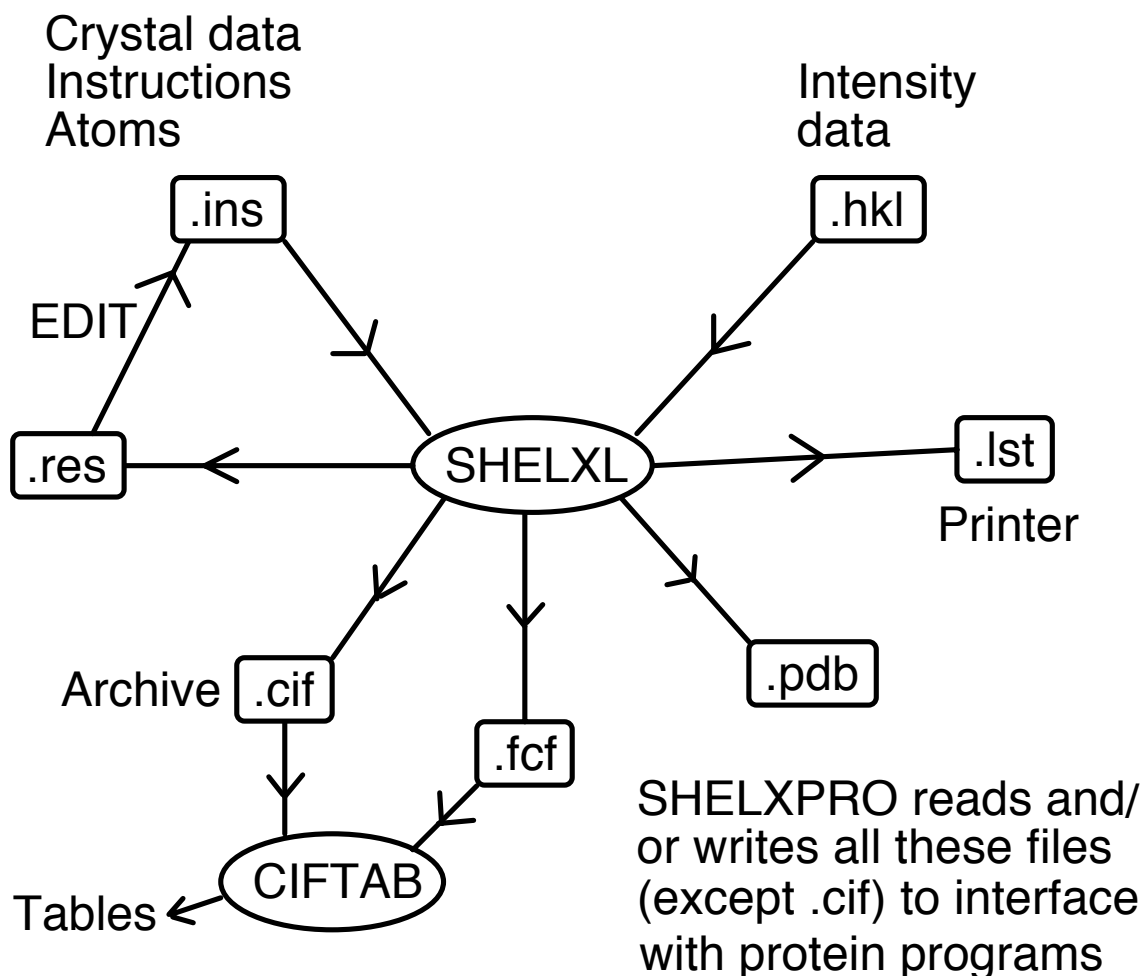 Crystal data
Instructions
Atoms
Intensity
data
.ins
.hkl
EDIT
.res
SHELXL
.lst
Printer
Archive
.cif
.pdb
.fcf
SHELXPRO reads and/
or writes all these files
(except .cif) to interface
with protein programs
CIFTAB
Tables